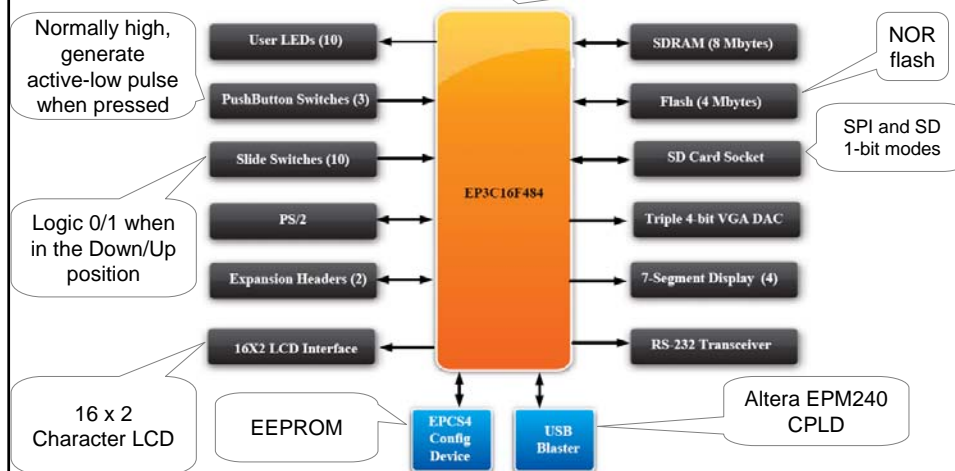 Normally high,
generate
active-low pulse
when pressed
User LEDs (10)
PushButton Switches (3)
Slide Switches (10)
PS/2
Expansion Headers (2)
16X2 LCD Interface
Logic 0/1 when
in the Down/Up
position
16 x 2
Character LCD
EP3C16F484
SDRAM (8 Mbytes)
Flash (4 Mbytes)
SD Card Socket
Triple 4-bit VGA DAC
7-Segment Display (4)
RS-232 Transceiver
NOR
flash
SPI and SD
1-bit modes
EEPROM
EPCS4
Config
Device
USB
Blaster
Altera EPM240
CPLD